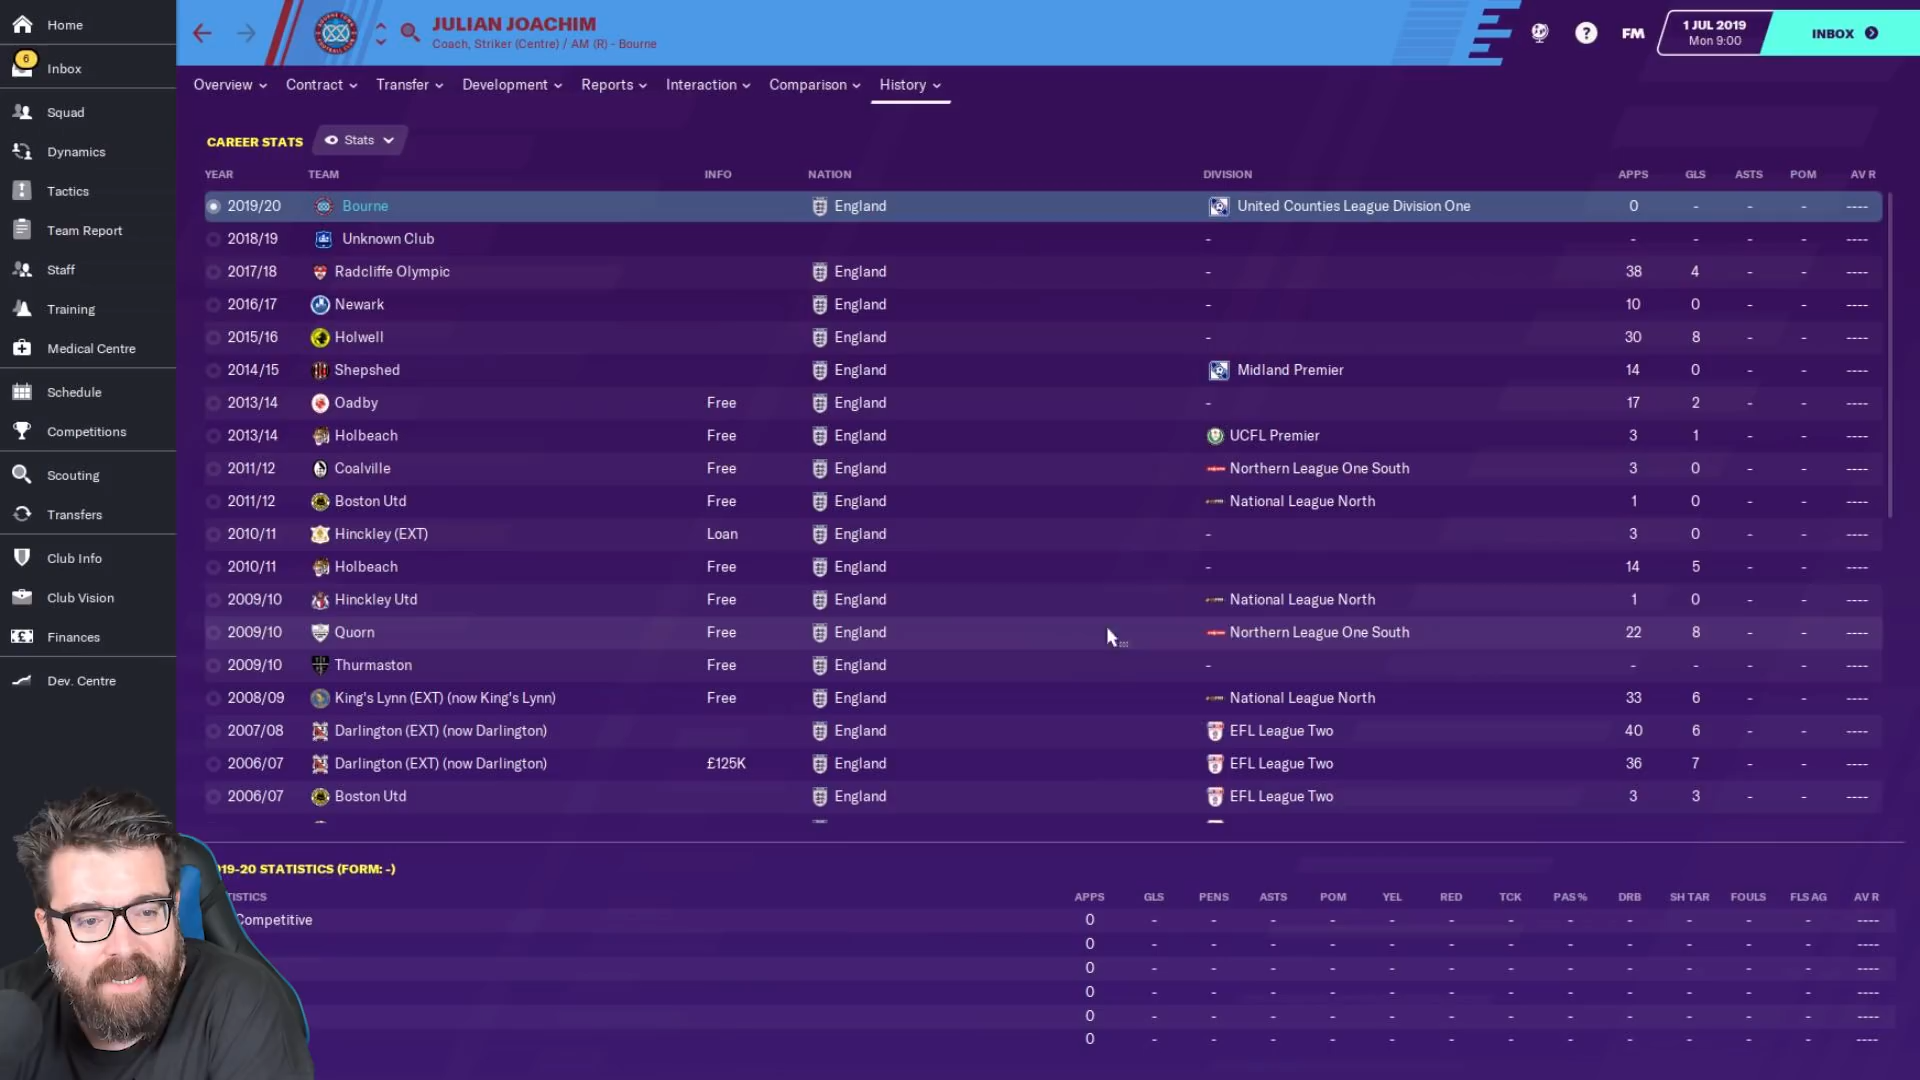 Home
JULIAN JOACHIM
Coach, Striker (Centre) / AM (R) - Bourne
FM
1 JUL 2019
Mon 9:00
INBOX
6
Inbox
Squad
Dynamics
Tactics
Team Report
Staff
Training
Medical Centre
Schedule
Competitions
Scouting
Transfers
Club Info
Club Vision
Finances
Dev. Centre
Overview Contract Transfer Development Reports Interaction Comparison History
CAREER STATS Stats
YEAR TEAM INFO NATION DIVISION APPS GLS ASTS POM AV R
2019/20 Bourne England United Counties League Division One 0 - - - ----
2018/19 Unknown Club - - - - - ----
2017/18 Radcliffe Olympic England - 38 4 - - ----
2016/17 Newark England - 10 0 - - ----
2015/16 Holwell England - 30 8 - - ----
2014/15 Shepshed England Midland Premier 14 0 - - ----
2013/14 Oadby Free England - 17 2 - - ----
2013/14 Holbeach Free England UCFL Premier 3 1 - - ----
2011/12 Coalville Free England Northern League One South 3 0 - - ----
2011/12 Boston Utd Free England National League North 1 0 - - ----
2010/11 Hinckley (EXT) Loan England - 3 0 - - ----
2010/11 Holbeach Free England - 14 5 - - ----
2009/10 Hinckley Utd Free England National League North 1 0 - - ----
2009/10 Quorn Free England Northern League One South 22 8 - - ----
2009/10 Thurmaston Free England - - - - - ----
2008/09 King's Lynn (EXT) (now King's Lynn) Free England National League North 33 6 - - ----
2007/08 Darlington (EXT) (now Darlington) England EFL League Two 40 6 - - ----
2006/07 Darlington (EXT) (now Darlington) £125K England EFL League Two 36 7 - - ----
2006/07 Boston Utd England EFL League Two 3 3 - - ----
19-20 STATISTICS (FORM: -)
TISTICS APPS GLS PENS ASTS POM YEL RED TCK PAS % DRB SH TAR FOULS FLS AG AV R
Competitive 0 - - - - - - - - - - - - ----
0 - - - - - - - - - - - - ----
0 - - - - - - - - - - - - ----
0 - - - - - - - - - - - - ----
0 - - - - - - - - - - - - ----
0 - - - - - - - - - - - - ----